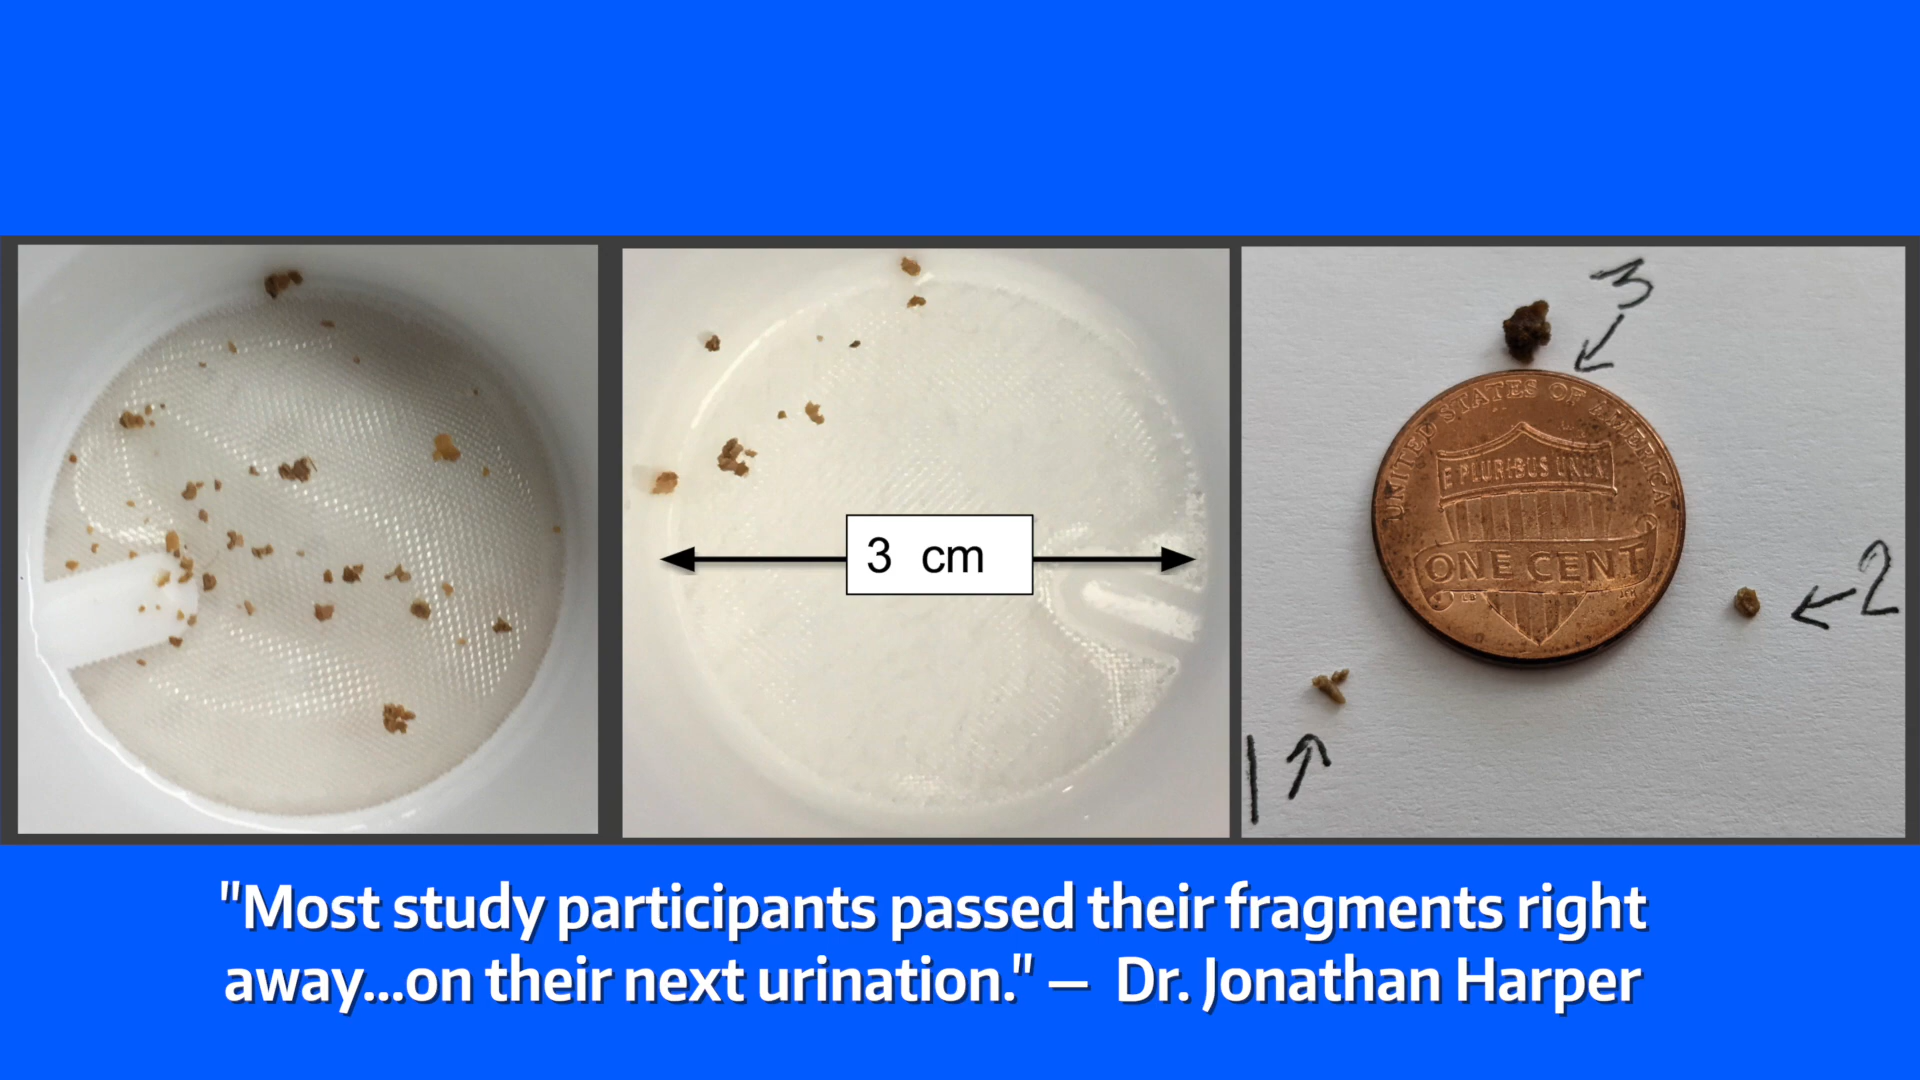 3
3 cm
UNITED STATES OF AMERICA
E PLURIBUS UNUM
ONE CENT
2
1
"Most study participants passed their fragments right
away...on their next urination." — Dr. Jonathan Harper